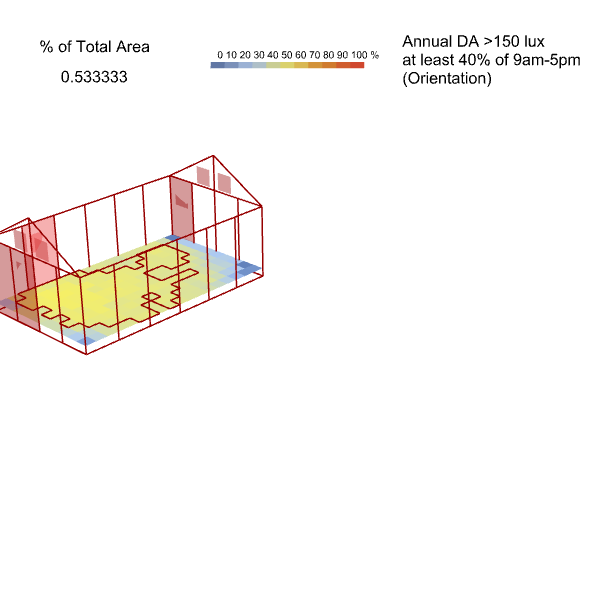 % of Total Area
0.533333
0 10 20 30 40 50 60 70 80 90 100 %
Annual DA >150 lux
at least 40% of 9am-5pm
(Orientation)